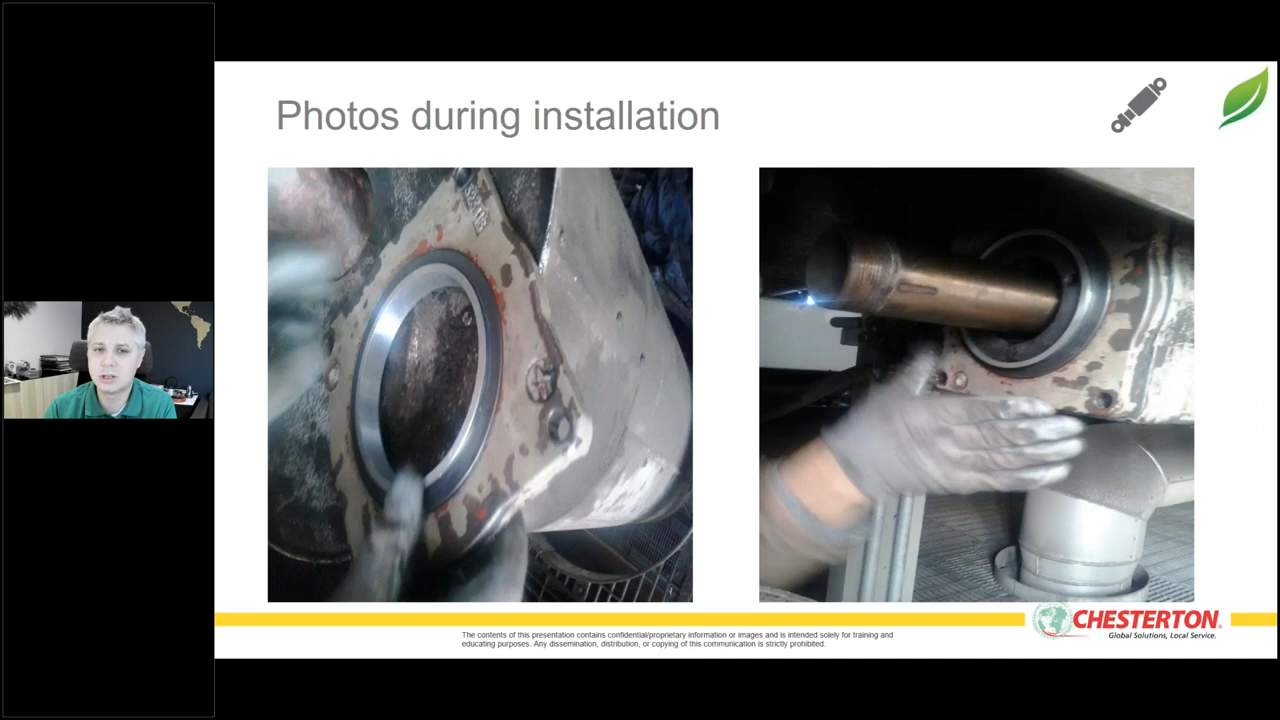 Photos during installation
CHESTERTON®
Global Solutions, Local Service.
The contents of this presentation contains confidential/proprietary information or images and is intended solely for training and
educating purposes. Any dissemination, distribution, or copying of this communication is strictly prohibited.